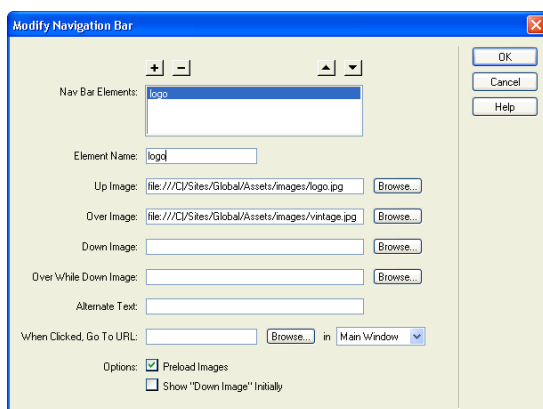 Modify Navigation Bar
OK
Cancel
Help
Nav Bar Elements: logo
Element Name: logo
Up Image: file:///C|/Sites/Global/Assets/images/logo.jpg Browse...
Over Image: file:///C|/Sites/Global/Assets/images/vintage.jpg Browse...
Down Image: Browse...
Over While Down Image: Browse...
Alternate Text:
When Clicked, Go To URL: Browse... in Main Window
Options: Preload Images
Show "Down Image" Initially